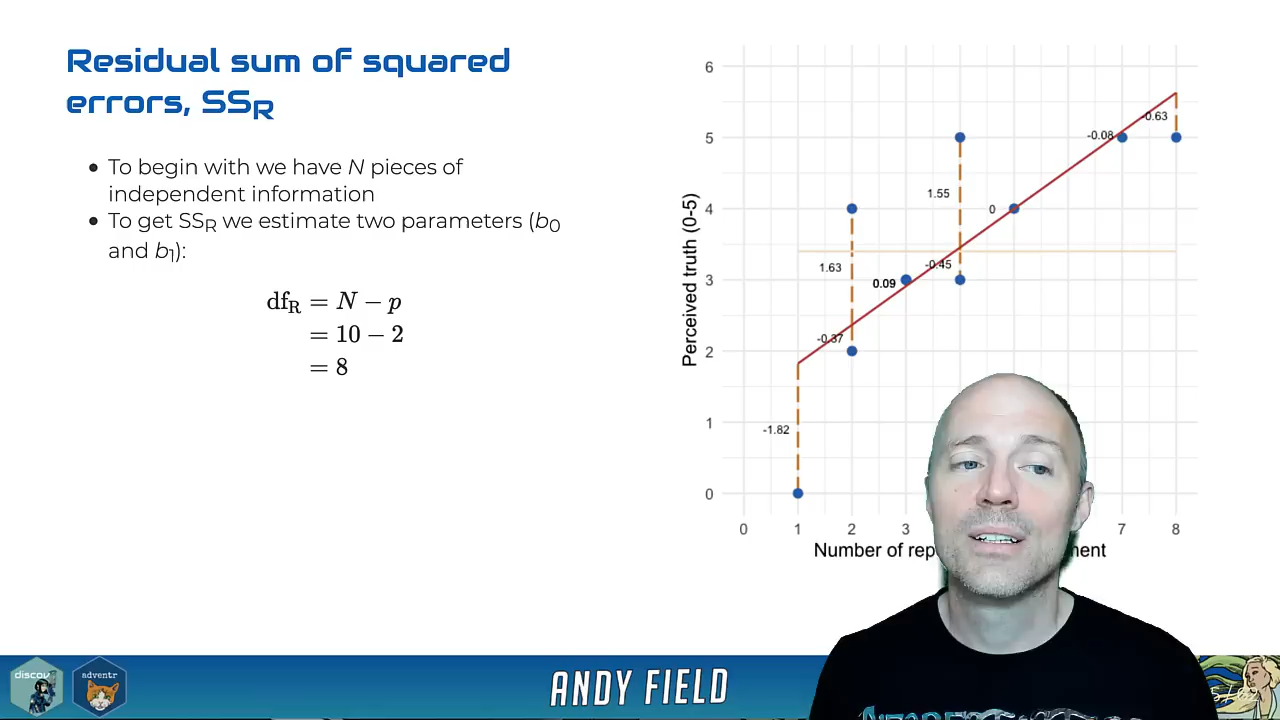 Residual sum of squared
errors, SSR
• To begin with we have N pieces of
independent information
• To get SSR we estimate two parameters (b0
and b1):
dfR = N − p
= 10 − 2
= 8
Perceived truth (0-5)
6
5
4
3
2
1
0
-0.63
-0.08
1.55
0
1.63
-0.45
0.09
-0.37
-1.82
0
1
2
3
7
8
Number of rep
ent
discov
adventr
ANDY FIELD